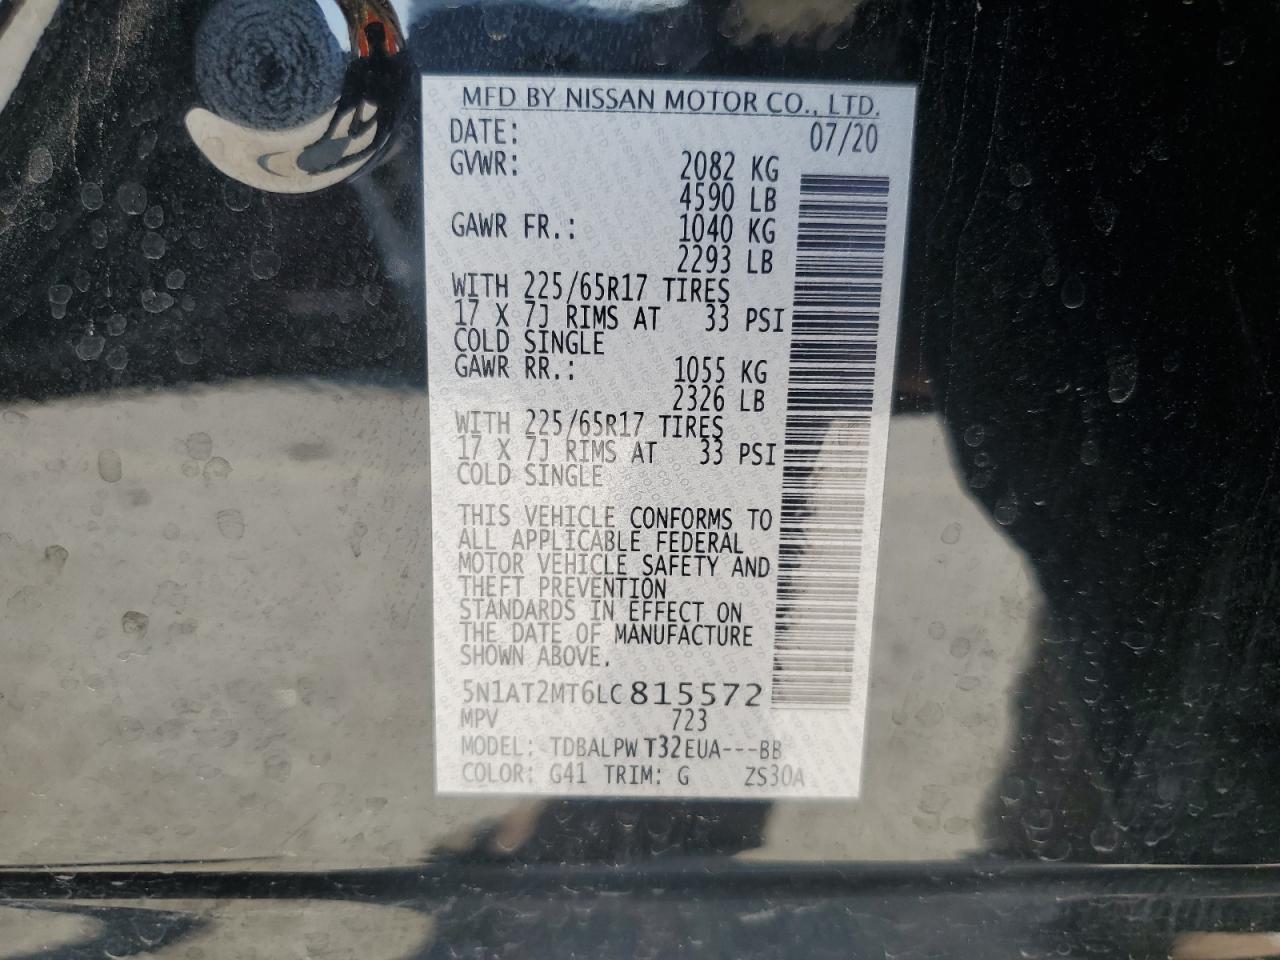 MFD BY NISSAN MOTOR CO., LTD.
DATE: 07/20
GVWR: 2082 KG
4590 LB
GAWR FR.: 1040 KG
2293 LB
WITH 225/65R17 TIRES
17 X 7J RIMS AT 33 PSI
COLD SINGLE
GAWR RR.: 1055 KG
2326 LB
WITH 225/65R17 TIRES
17 X 7J RIMS AT 33 PSI
COLD SINGLE
THIS VEHICLE CONFORMS TO
ALL APPLICABLE FEDERAL
MOTOR VEHICLE SAFETY AND
THEFT PREVENTION
STANDARDS IN EFFECT ON
THE DATE OF MANUFACTURE
SHOWN ABOVE.
5N1AT2MT6LC815572
MPV 723
MODEL: TDBALPW T32EUA---BB
COLOR: G41 TRIM: G ZS30A